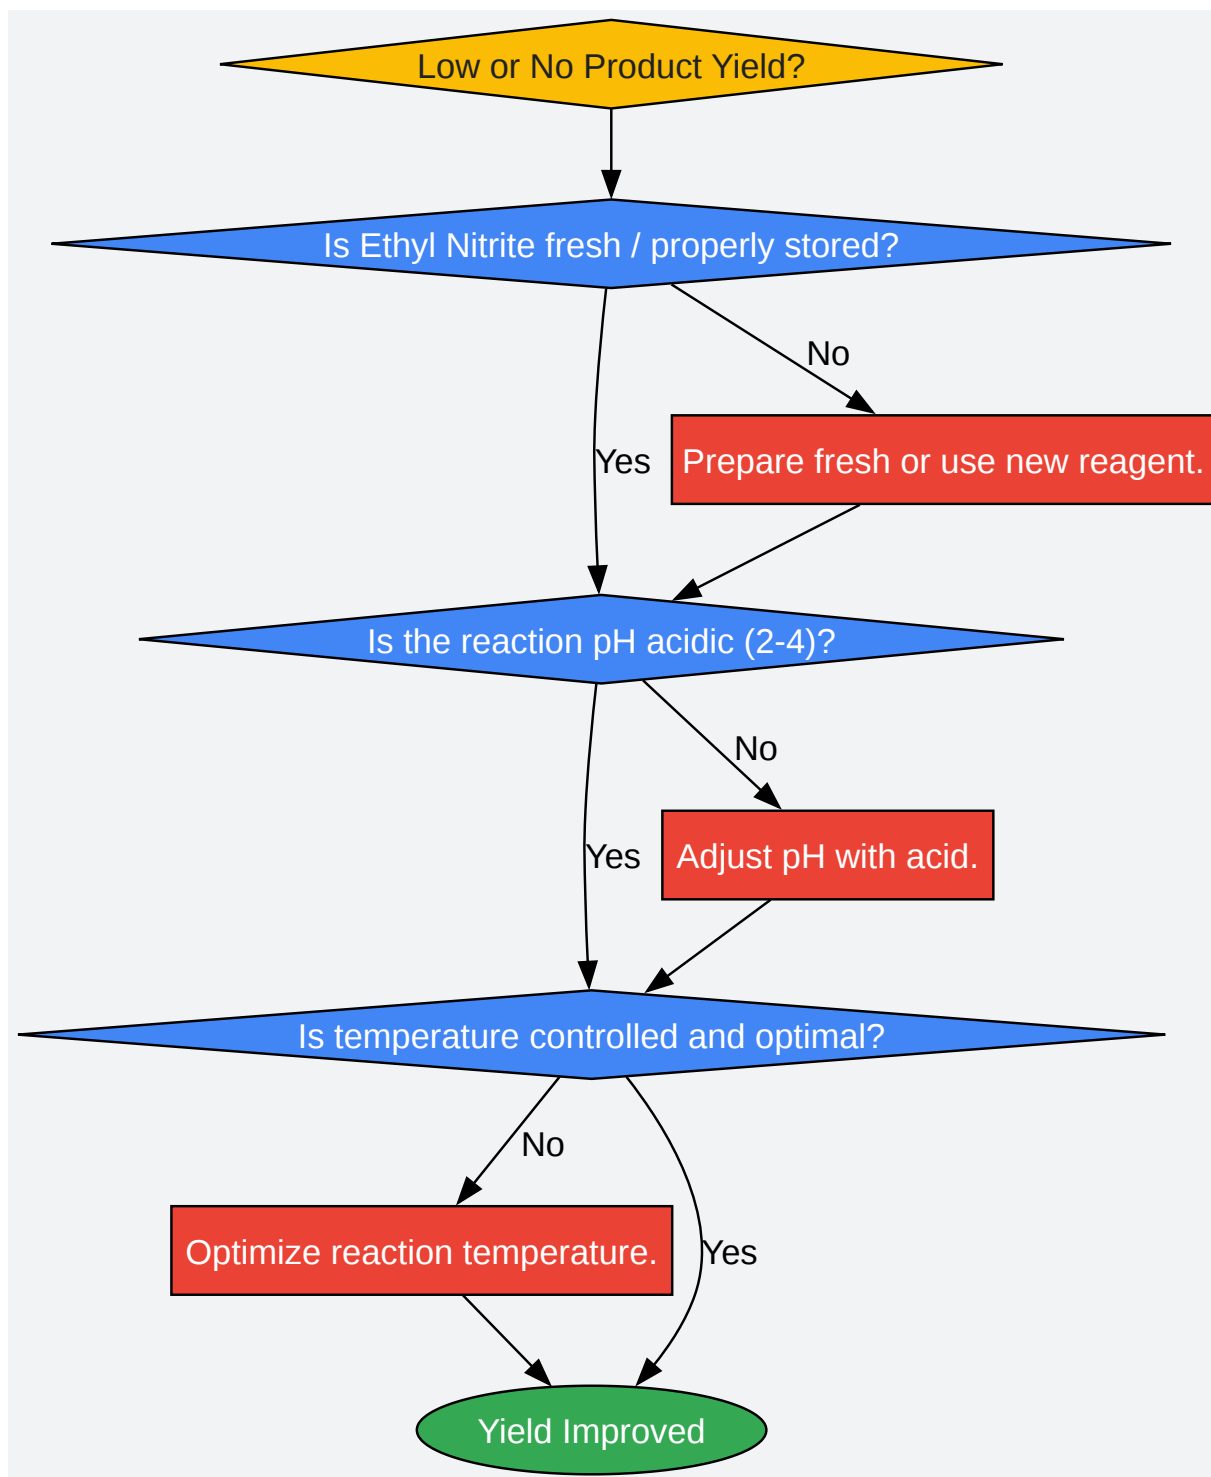 Low or No Product Yield?
Is Ethyl Nitrite fresh / properly stored?
No
Yes
Prepare fresh or use new reagent.
Is the reaction pH acidic (2-4)?
No
Yes
Adjust pH with acid.
Is temperature controlled and optimal?
No
Optimize reaction temperature.
Yes
Yield Improved